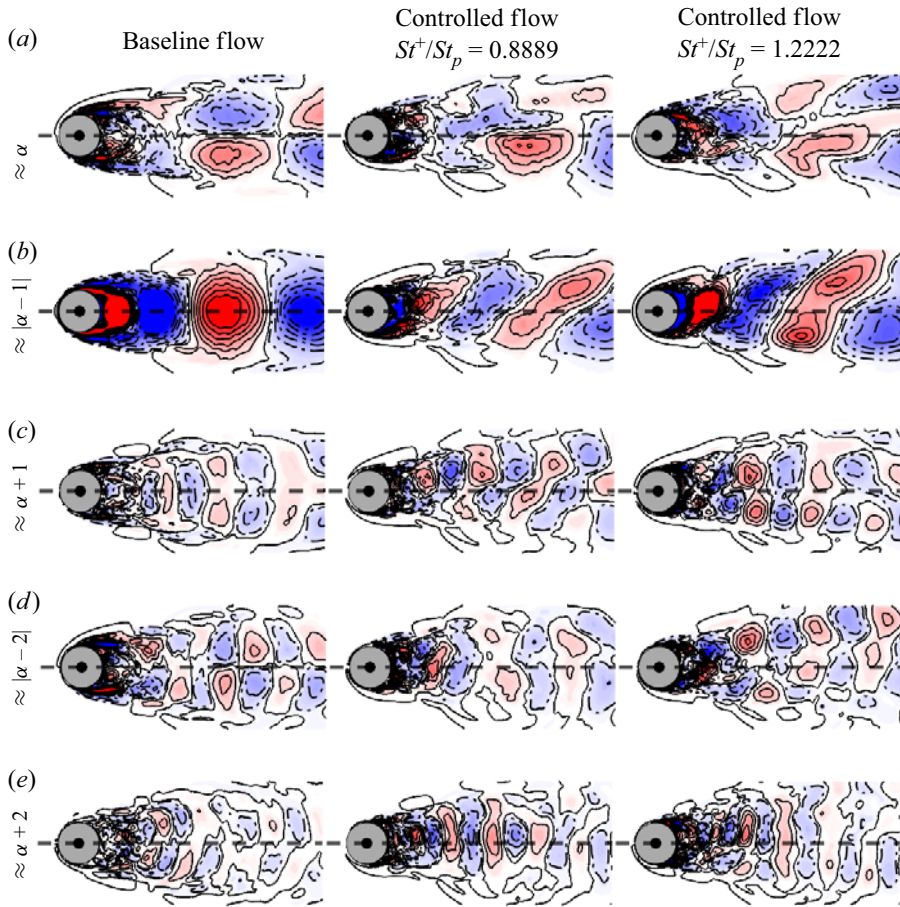 Baseline flow
Controlled flow
St⁺/Stₚ = 0.8889
Controlled flow
St⁺/Stₚ = 1.2222
(a)
≈ α
(b)
≈ |α − 1|
(c)
≈ α + 1
(d)
≈ |α − 2|
(e)
≈ α + 2